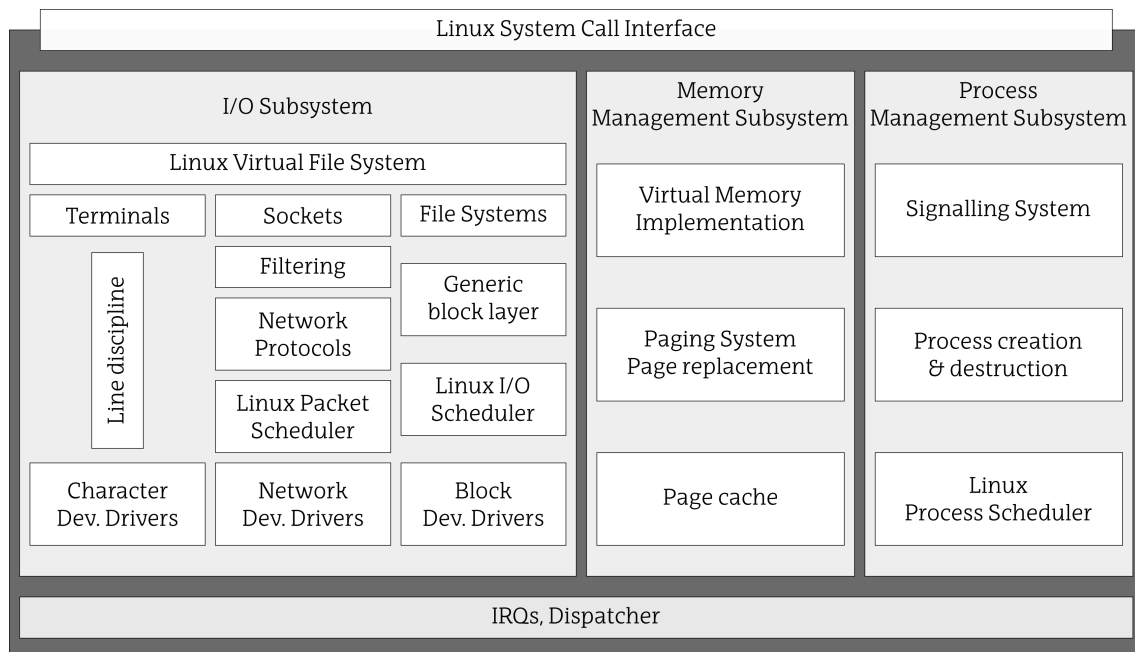 Linux System Call Interface
I/O Subsystem
Linux Virtual File System
Terminals
Line discipline
Character
Dev. Drivers
Sockets
Filtering
Network
Protocols
Linux Packet
Scheduler
Network
Dev. Drivers
File Systems
Generic
block layer
Linux I/O
Scheduler
Block
Dev. Drivers
Memory
Management Subsystem
Virtual Memory
Implementation
Paging System
Page replacement
Page cache
Process
Management Subsystem
Signalling System
Process creation
& destruction
Linux
Process Scheduler
IRQs, Dispatcher